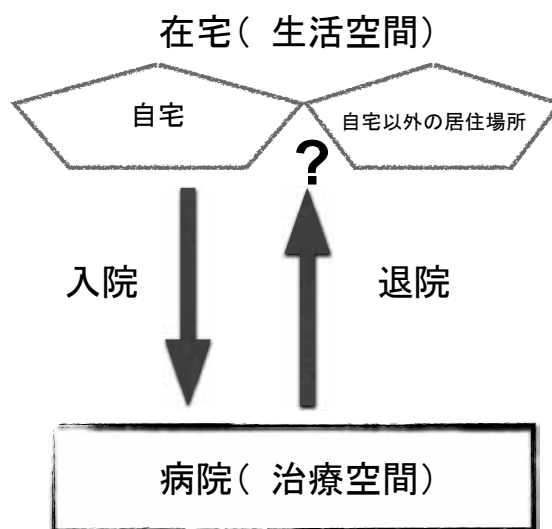 在宅( 生活空間)
自宅
自宅以外の居住場所
?
入院
退院
病院( 治療空間)